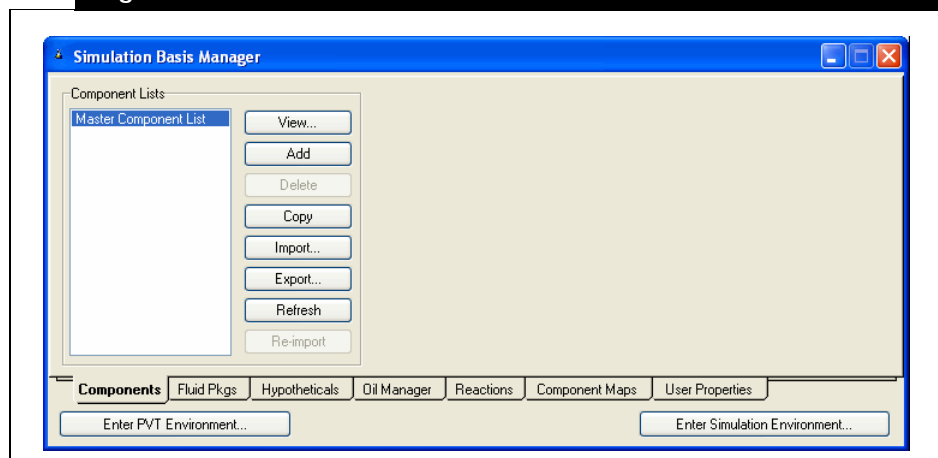 Simulation Basis Manager
Component Lists
Master Component List
View...
Add
Delete
Copy
Import...
Export...
Refresh
Re-import
Components Fluid Pkgs Hypotheticals Oil Manager Reactions Component Maps User Properties
Enter PVT Environment... Enter Simulation Environment...